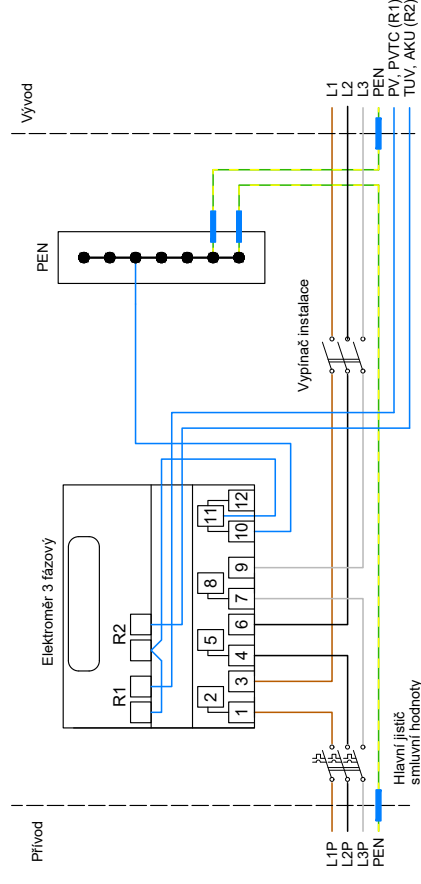 Přívod
Vývod
Elektroměr 3 fázový
PEN
R1
R2
1
2
3
4
5
6
7
8
9
10
11
12
Vypínač instalace
Hlavní jistič
smluvní hodnoty
L1P
L2P
L3P
PEN
L1
L2
L3
PEN
PV, PVTC (R1)
TUV, AKU (R2)